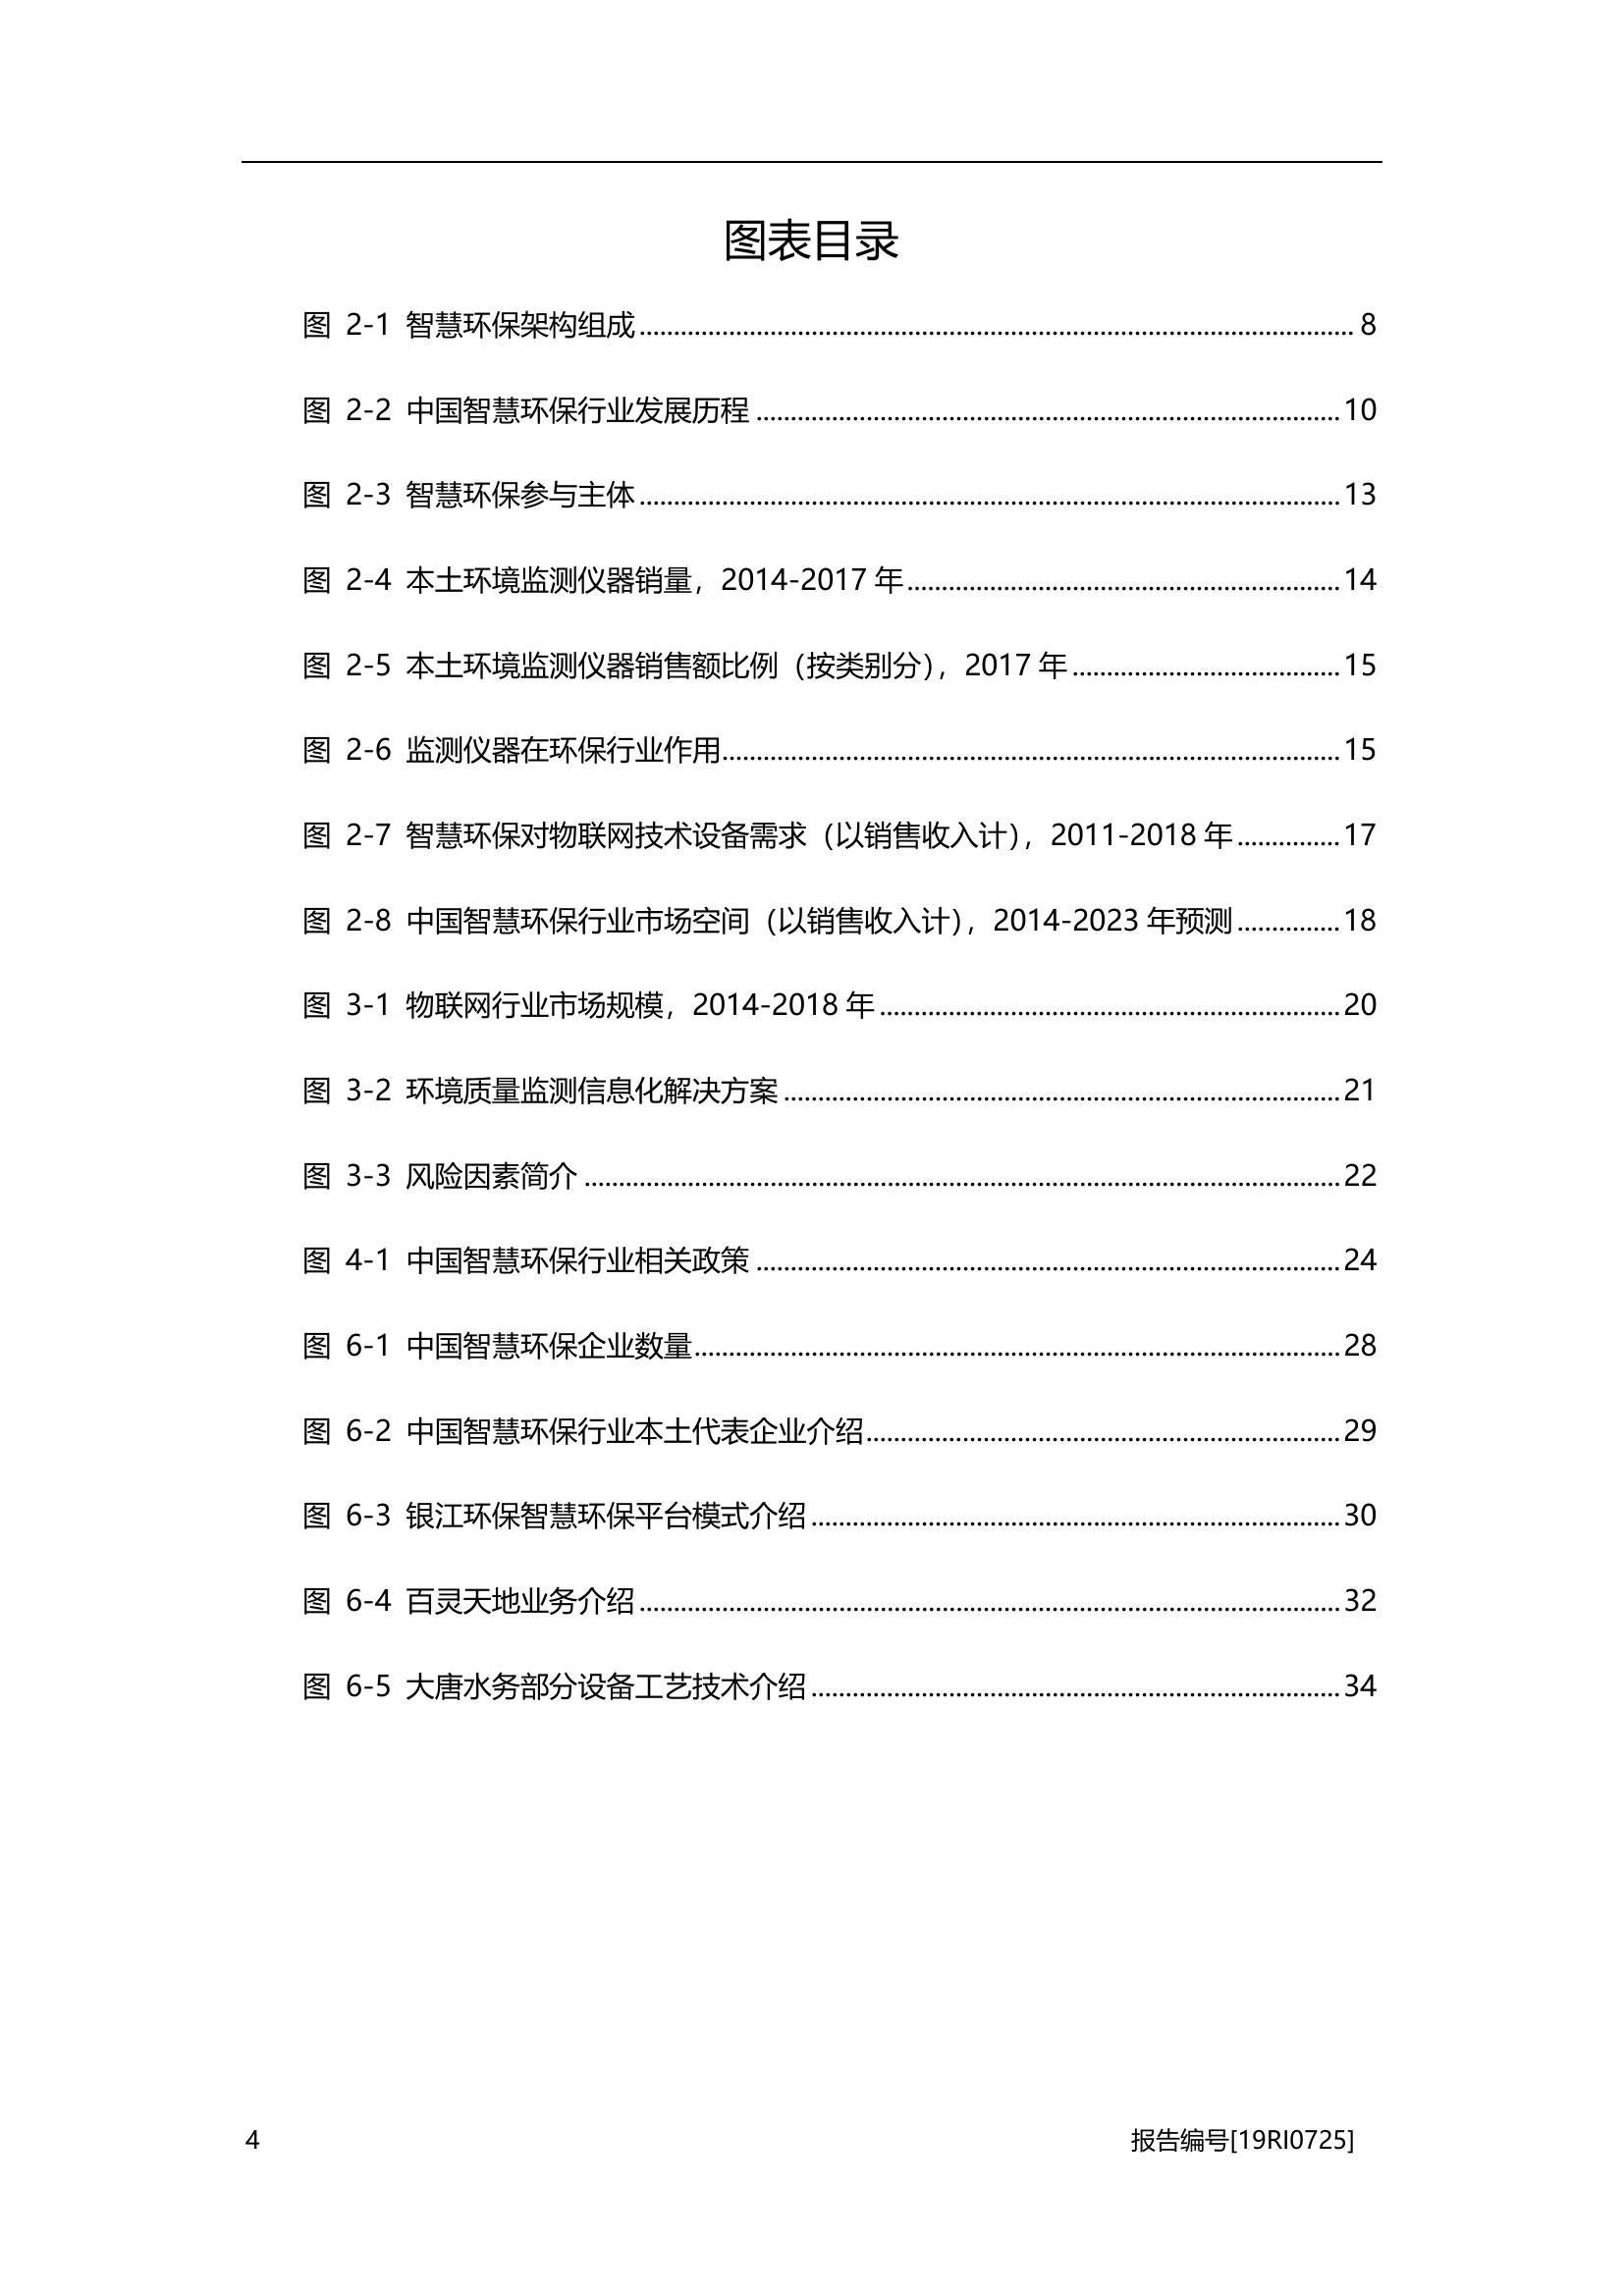 图表目录
图 2-1 智慧环保架构组成........................................................................................................ 8
图 2-2 中国智慧环保行业发展历程.....................................................................................10
图 2-3 智慧环保参与主体......................................................................................................13
图 2-4 本土环境监测仪器销量，2014-2017 年...............................................................14
图 2-5 本土环境监测仪器销售额比例（按类别分），2017 年.......................................15
图 2-6 监测仪器在环保行业作用..........................................................................................15
图 2-7 智慧环保对物联网技术设备需求（以销售收入计），2011-2018 年...............17
图 2-8 中国智慧环保行业市场空间（以销售收入计），2014-2023 年预测...............18
图 3-1 物联网行业市场规模，2014-2018 年...................................................................20
图 3-2 环境质量监测信息化解决方案.................................................................................21
图 3-3 风险因素简介..............................................................................................................22
图 4-1 中国智慧环保行业相关政策.....................................................................................24
图 6-1 中国智慧环保企业数量..............................................................................................28
图 6-2 中国智慧环保行业本土代表企业介绍.....................................................................29
图 6-3 银江环保智慧环保平台模式介绍.............................................................................30
图 6-4 百灵天地业务介绍......................................................................................................32
图 6-5 大唐水务部分设备工艺技术介绍.............................................................................34
4 报告编号[19RI0725]